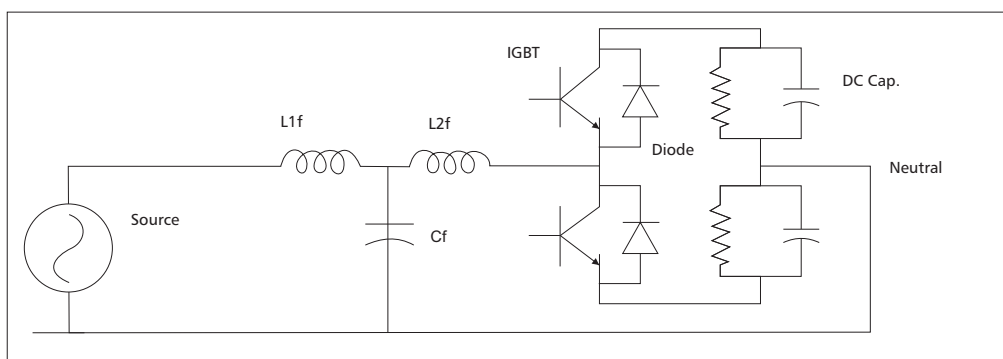 IGBT
DC Cap.
L1f
L2f
Diode
Neutral
Source
Cf